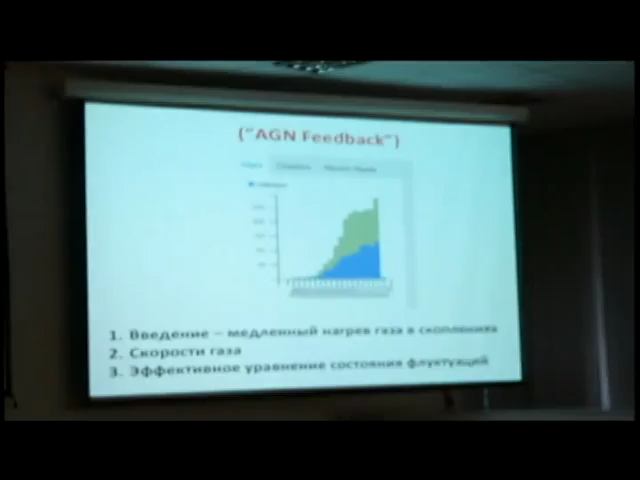 ("AGN Feedback")
1. Введение – медленный нагрев газа в скоплениях
2. Скорости газа
3. Эффективное уравнение состояния флуктуаций